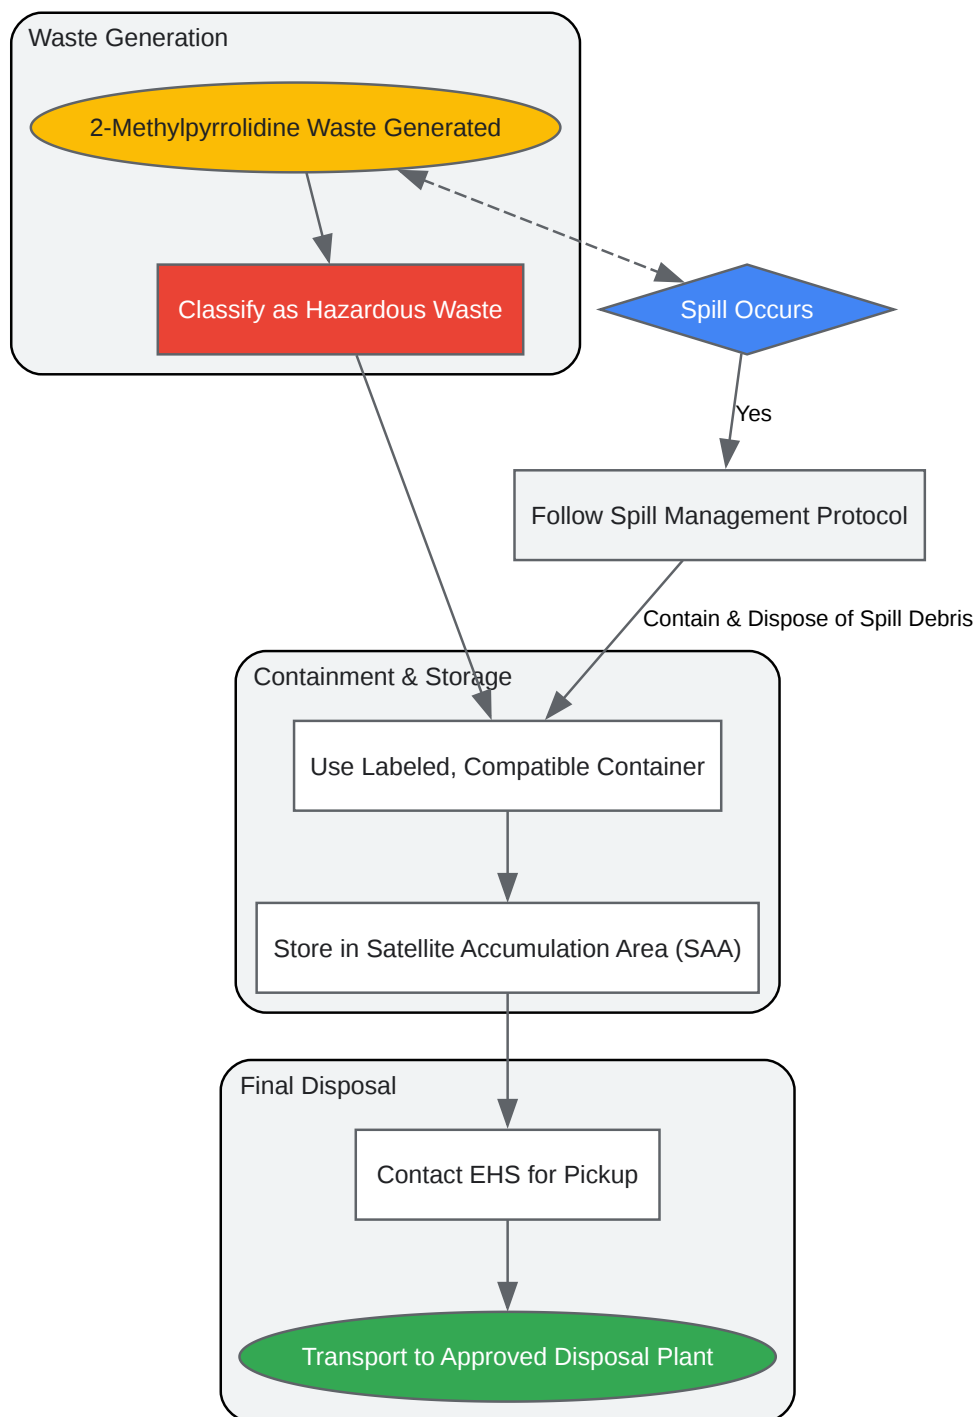 Waste Generation
2-Methylpyrrolidine Waste Generated
Classify as Hazardous Waste
Spill Occurs
Yes
Follow Spill Management Protocol
Contain & Dispose of Spill Debris
Containment & Storage
Use Labeled, Compatible Container
Store in Satellite Accumulation Area (SAA)
Final Disposal
Contact EHS for Pickup
Transport to Approved Disposal Plant